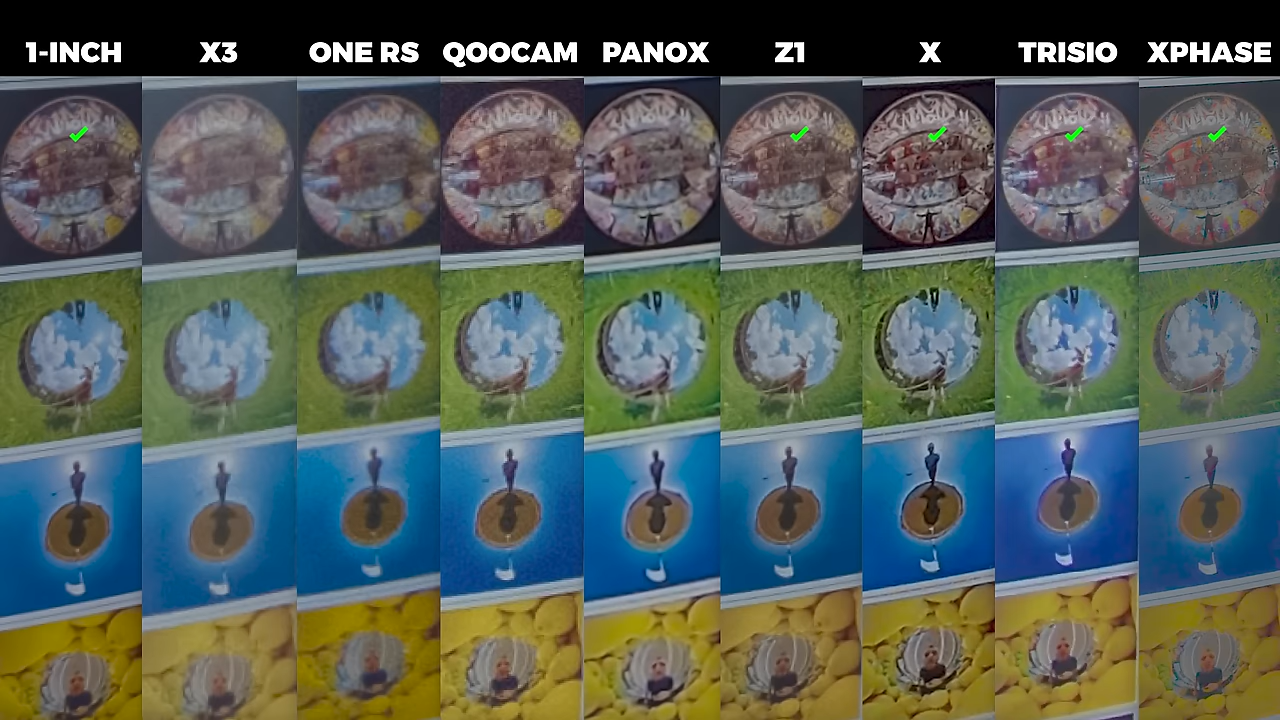 1-INCH
X3
ONE RS
QOOCAM
PANOX
Z1
X
TRISIO
XPHASE